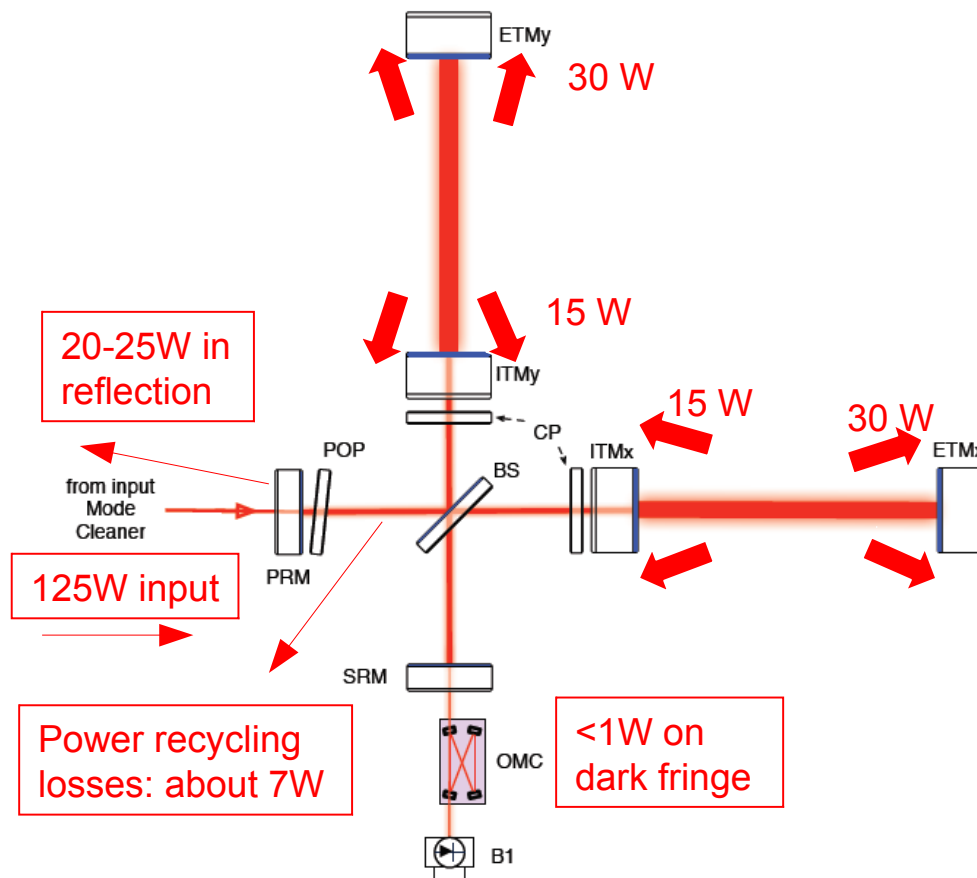 ETMy
30 W
15 W
20-25W in
reflection
ITMy
15 W
30 W
CP
ITMx
ETMx
POP
BS
from input
Mode
Cleaner
PRM
125W input
SRM
Power recycling
losses: about 7W
OMC
<1W on
dark fringe
B1